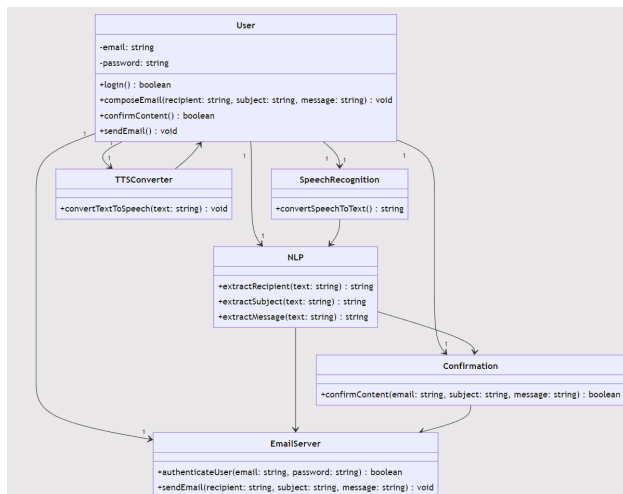 User
-email: string
-password: string
+login() : boolean
+composeEmail(recipient: string, subject: string, message: string) : void
+confirmContent() : boolean
+sendEmail() : void
1
1
1
1
1
1
TTSConverter
+convertTextToSpeech(text: string) : void
SpeechRecognition
+convertSpeechToText() : string
1
NLP
+extractRecipient(text: string) : string
+extractSubject(text: string) : string
+extractMessage(text: string) : string
1
Confirmation
+confirmContent(email: string, subject: string, message: string) : boolean
1
EmailServer
+authenticateUser(email: string, password: string) : boolean
+sendEmail(recipient: string, subject: string, message: string) : void